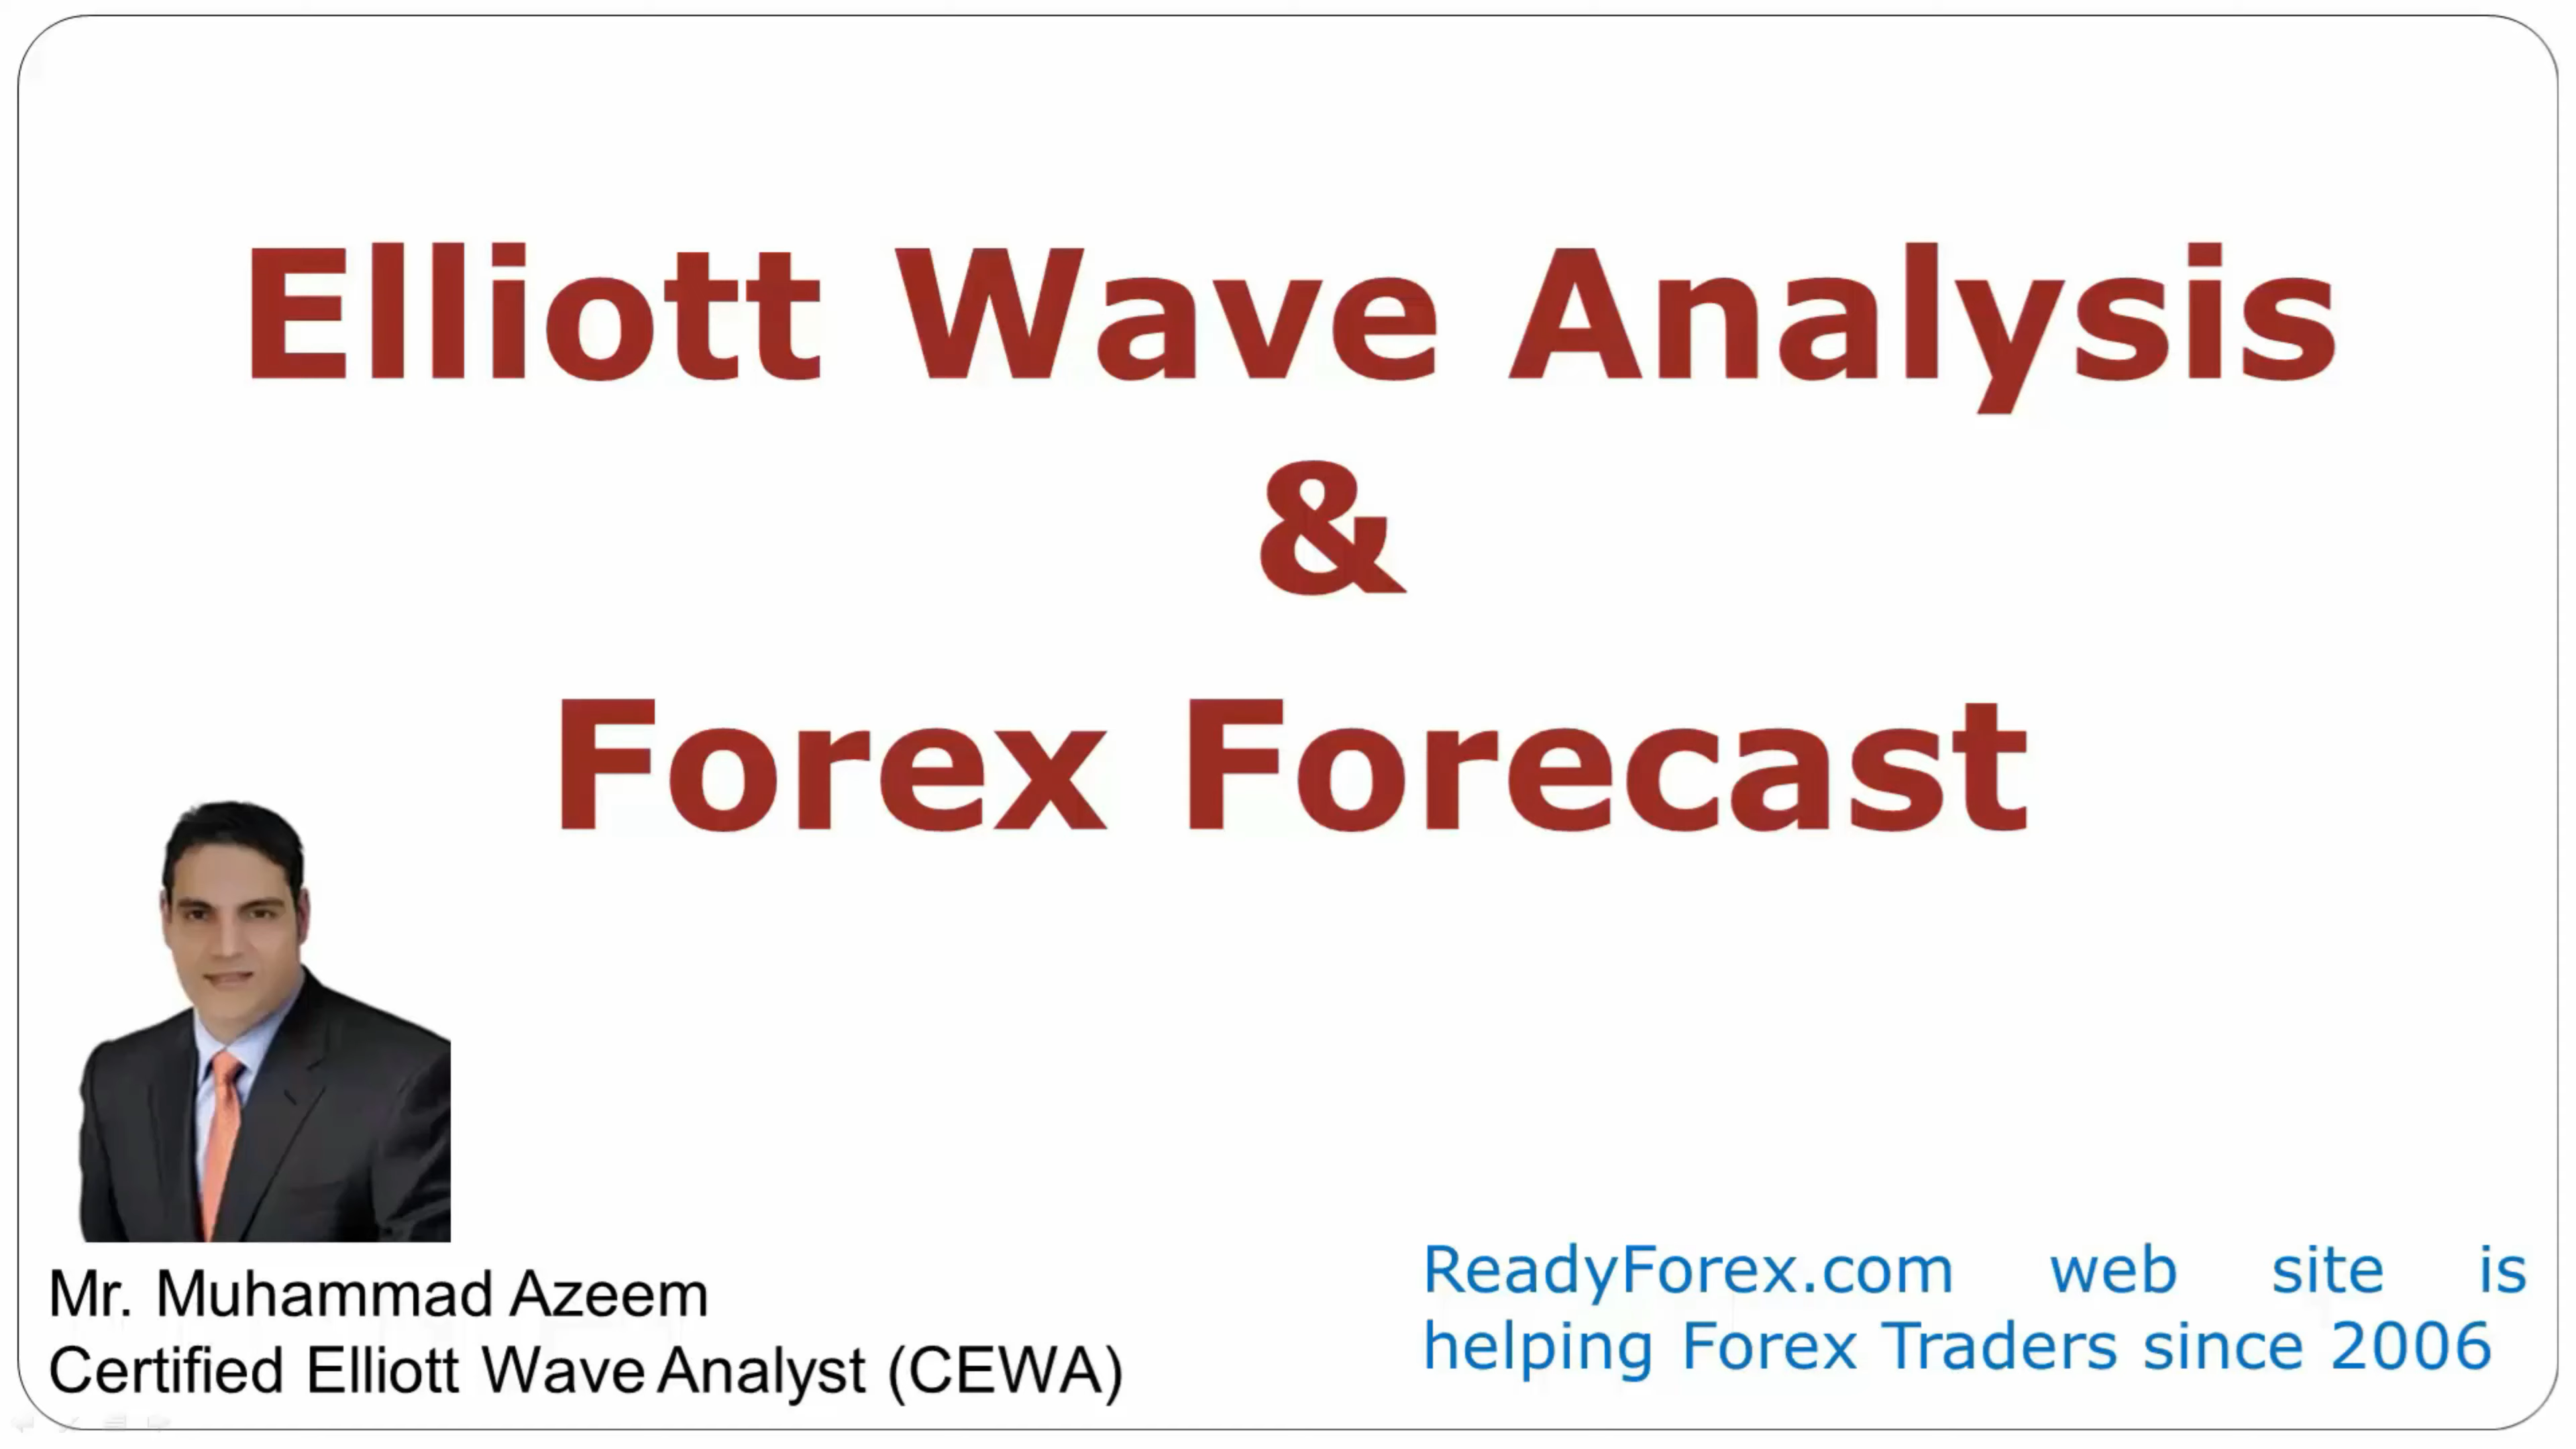 Elliott Wave Analysis
&
Forex Forecast
Mr. Muhammad Azeem
Certified Elliott Wave Analyst (CEWA)
ReadyForex.com web site is
helping Forex Traders since 2006